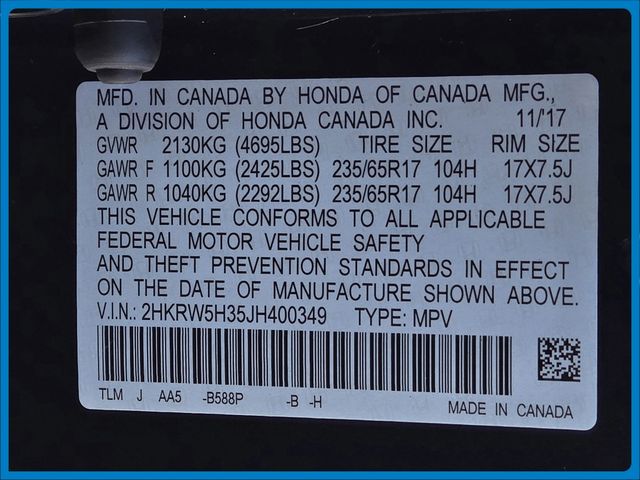 MFD. IN CANADA BY HONDA OF CANADA MFG.,
A DIVISION OF HONDA CANADA INC. 11/'17
GVWR 2130KG (4695LBS) TIRE SIZE RIM SIZE
GAWR F 1100KG (2425LBS) 235/65R17 104H 17X7.5J
GAWR R 1040KG (2292LBS) 235/65R17 104H 17X7.5J
THIS VEHICLE CONFORMS TO ALL APPLICABLE
FEDERAL MOTOR VEHICLE SAFETY
AND THEFT PREVENTION STANDARDS IN EFFECT
ON THE DATE OF MANUFACTURE SHOWN ABOVE.
V.I.N.: 2HKRW5H35JH400349 TYPE: MPV
TLM J AA5 -B588P -B -H
MADE IN CANADA